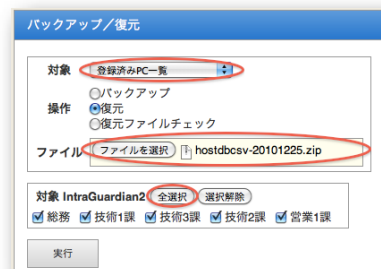 バックアップ／復元
対象 登録済みPC一覧
バックアップ
操作 復元
復元ファイルチェック
ファイル ファイルを選択 hostdbcsv-20101225.zip
対象 IntraGuardian2 全選択 選択解除
総務 技術1課 技術3課 技術2課 営業1課
実行